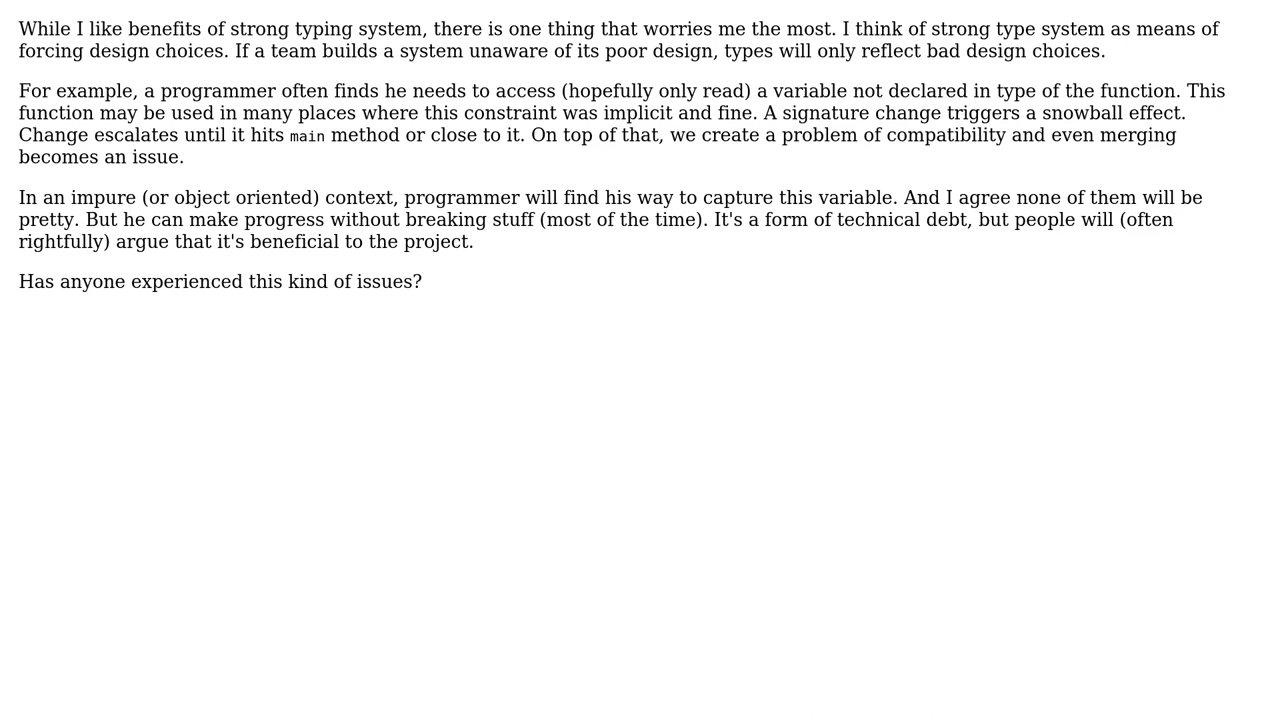 While I like benefits of strong typing system, there is one thing that worries me the most. I think of strong type system as means of
forcing design choices. If a team builds a system unaware of its poor design, types will only reflect bad design choices.
For example, a programmer often finds he needs to access (hopefully only read) a variable not declared in type of the function. This
function may be used in many places where this constraint was implicit and fine. A signature change triggers a snowball effect.
Change escalates until it hits main method or close to it. On top of that, we create a problem of compatibility and even merging
becomes an issue.
In an impure (or object oriented) context, programmer will find his way to capture this variable. And I agree none of them will be
pretty. But he can make progress without breaking stuff (most of the time). It's a form of technical debt, but people will (often
rightfully) argue that it's beneficial to the project.
Has anyone experienced this kind of issues?